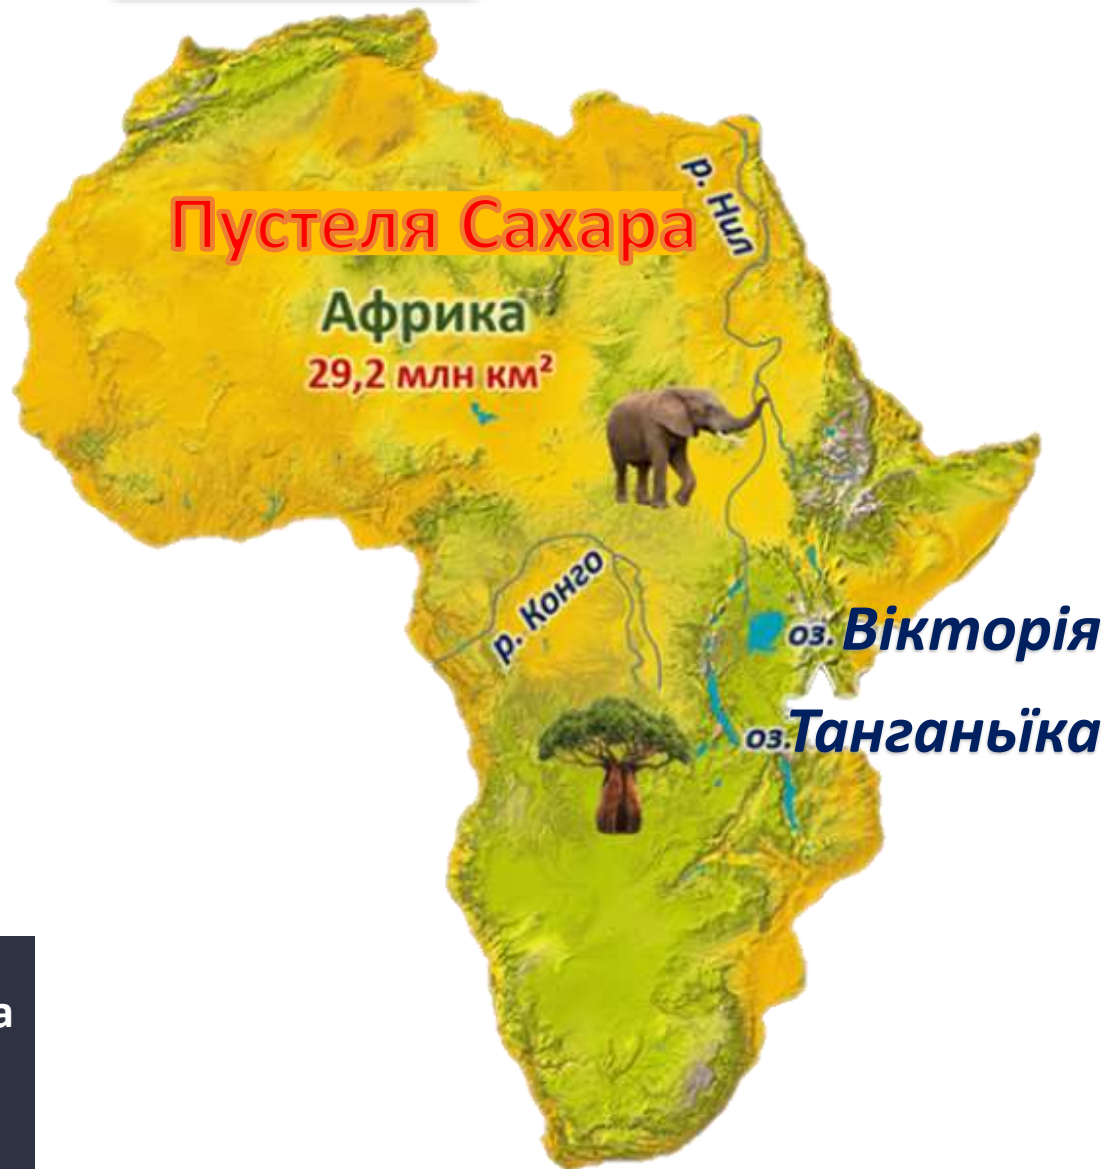 Пустеля Сахара
р. Нил
Африка
29,2 млн км²
р. Конго
оз. Вікторія
оз. Танганьїка
а